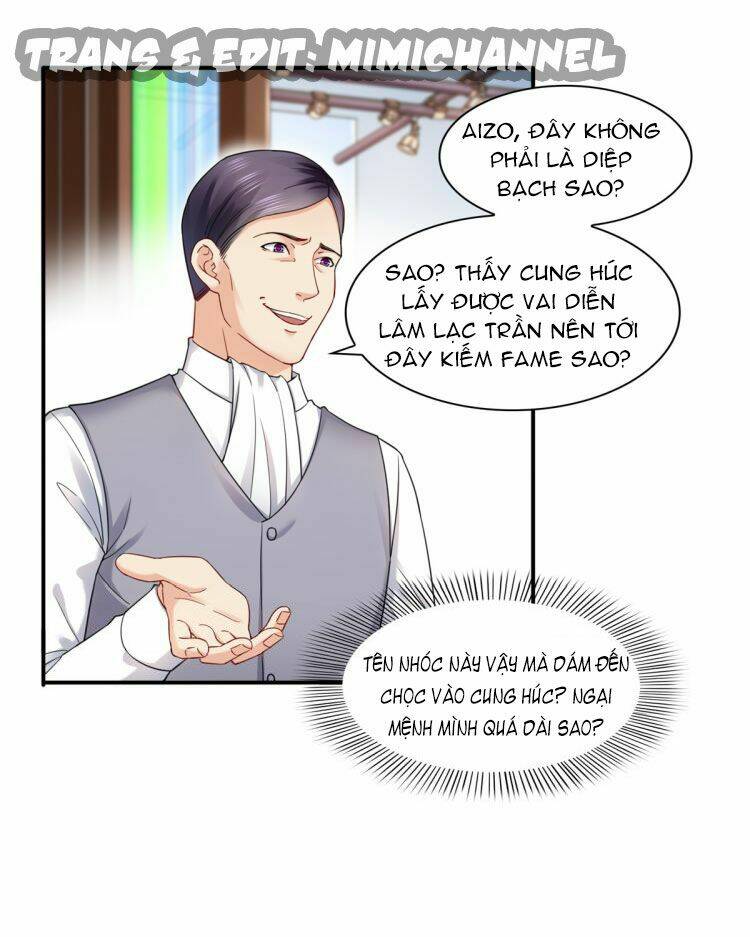 TRANS & EDIT: MIMICHANNEL
AIZO, ĐÂY KHÔNG
PHẢI LÀ DIỆP
BẠCH SAO?
SAO? THẤY CUNG HÚC
LẤY ĐƯỢC VAI DIỄN
LÂM LẠC TRẦN NÊN TỚI
ĐÂY KIẾM FAME SAO?
TÊN NHÓC NÀY VẬY MÀ DÁM ĐẾN
CHỌC VÀO CUNG HÚC? NGẠI
MỆNH MÌNH QUÁ DÀI SAO?